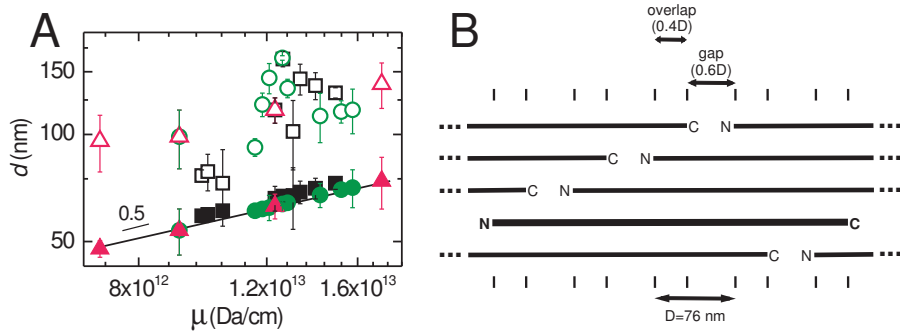 A
d (nm)
150
100
50
0.5
8x10¹²
1.2x10¹³
1.6x10¹³
μ (Da/cm)
B
overlap
(0.4D)
gap
(0.6D)
C N
C N
C N
N C
C N
D=76 nm